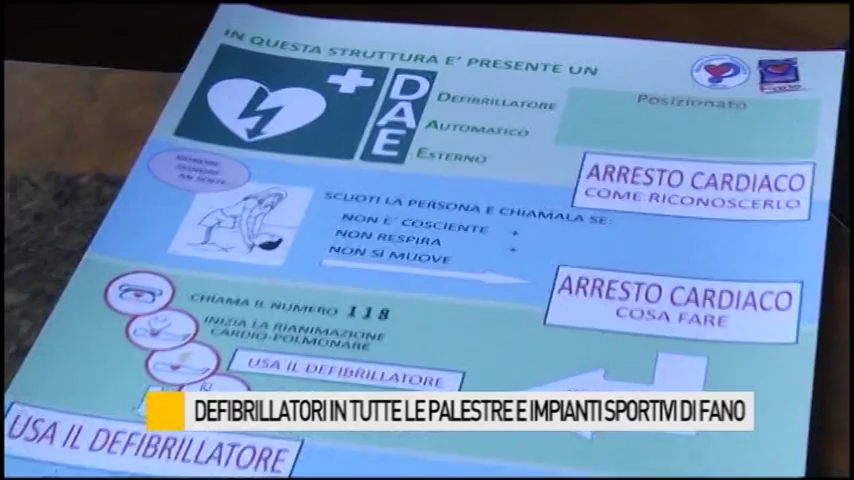 IN QUESTA STRUTTURA E' PRESENTE UN
DAE
DEFIBRILLATORE
AUTOMATICO
ESTERNO
POSIZIONATO
ARRESTO CARDIACO
COME RICONOSCERLO
SCUOTI LA PERSONA E CHIAMALA SE:
NON E' COSCIENTE +
NON RESPIRA +
NON SI MUOVE
ARRESTO CARDIACO
COSA FARE
CHIAMA IL NUMERO 118
INIZIA LA RIANIMAZIONE
CARDIO-POLMONARE
USA IL DEFIBRILLATORE
DEFIBRILLATORI IN TUTTE LE PALESTRE E IMPIANTI SPORTIVI DI FANO
USA IL DEFIBRILLATORE